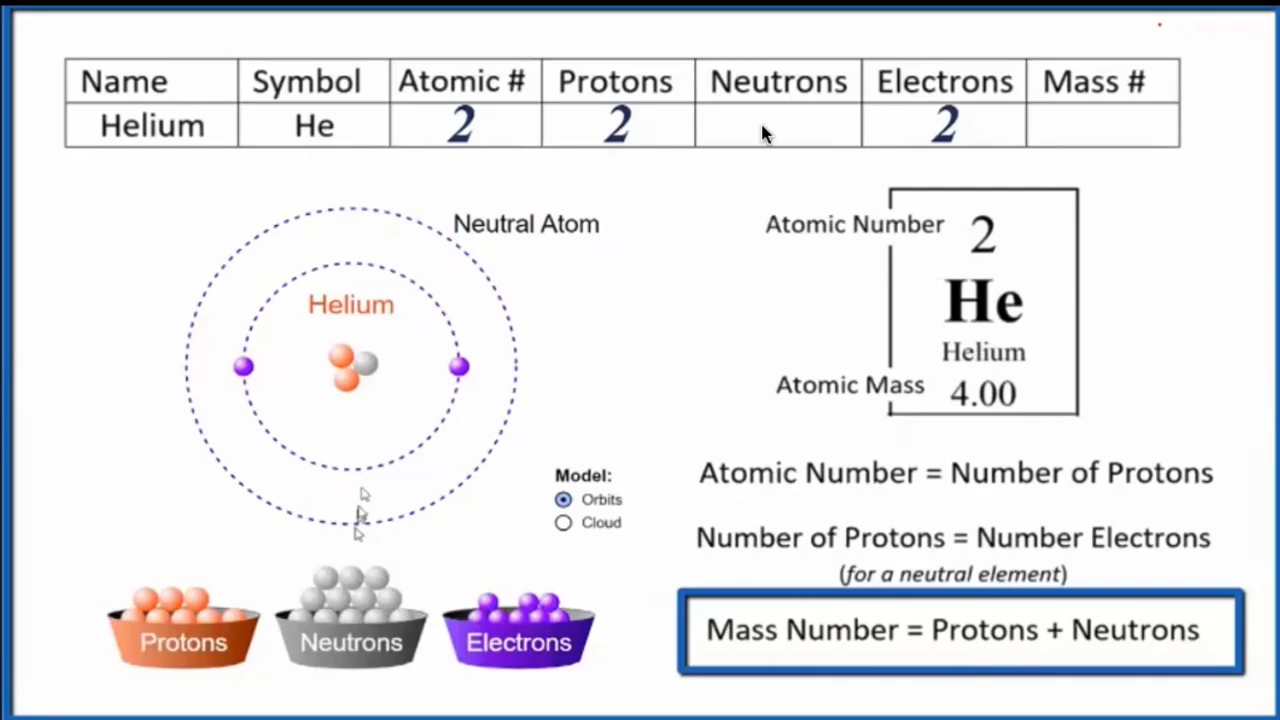 Name Symbol Atomic # Protons Neutrons Electrons Mass #
Helium He 2 2 2
Neutral Atom
Helium
Atomic Number 2
He
Helium
Atomic Mass 4.00
Model:
Orbits
Cloud
Atomic Number = Number of Protons
Number of Protons = Number Electrons
(for a neutral element)
Mass Number = Protons + Neutrons
Protons Neutrons Electrons